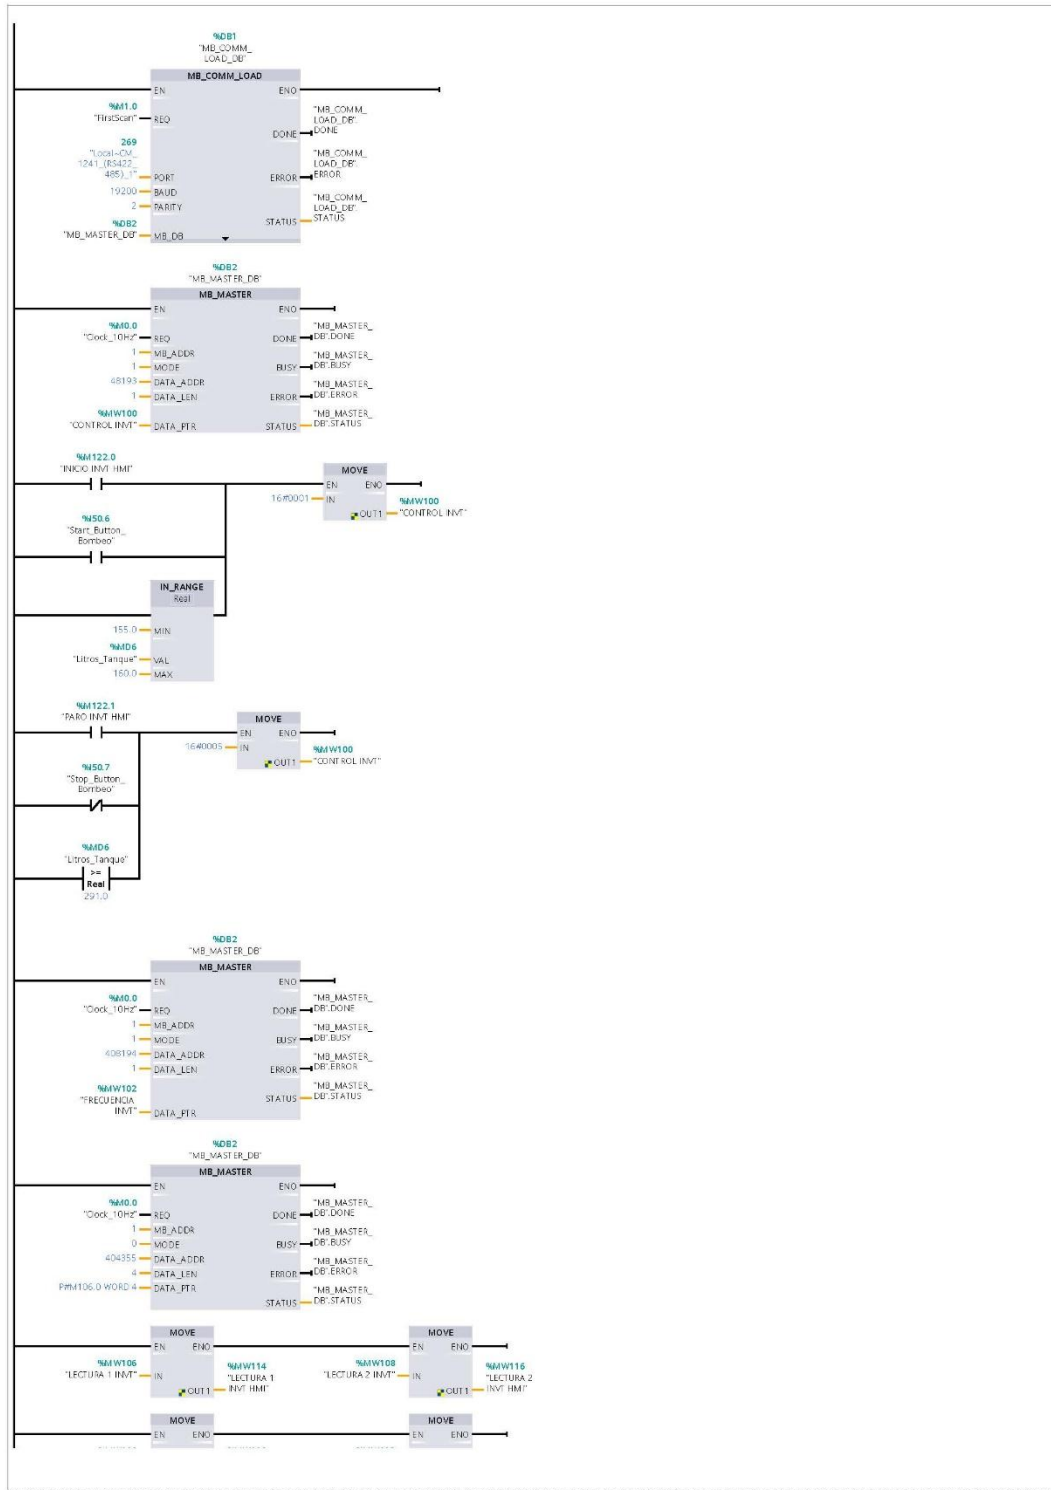 %DB1
"MB_COMM_
LOAD_DB"
MB_COMM_LOAD
EN ENO
%M1.0
"FirstScan" REQ
"MB_COMM_
LOAD_DB".
DONE DONE
269
"Local~CM_
1241_(RS422_
485)_1" PORT
"MB_COMM_
LOAD_DB".
ERROR ERROR
19200 BAUD
2 PARITY
"MB_COMM_
LOAD_DB".
STATUS STATUS
%DB2
"MB_MASTER_DB" MB_DB
%DB2
"MB_MASTER_DB"
MB_MASTER
EN ENO
%M0.0
"Clock_10Hz" REQ
DONE "MB_MASTER_
DB".DONE
1 MB_ADDR
1 MODE
BUSY "MB_MASTER_
DB".BUSY
48193 DATA_ADDR
1 DATA_LEN
ERROR "MB_MASTER_
DB".ERROR
%MW100
"CONTROL INVT" DATA_PTR
STATUS "MB_MASTER_
DB".STATUS
%M122.0
"INICIO INVT HMI"
MOVE
EN ENO
16#0001 IN
%MW100
OUT1 "CONTROL INVT"
%I50.6
"Start_Button_
Bombeo"
IN_RANGE
Real
155.0 MIN
%MD6
"Litros_Tanque" VAL
160.0 MAX
%M122.1
"PARO INVT HMI"
MOVE
EN ENO
16#0005 IN
%MW100
OUT1 "CONTROL INVT"
%I50.7
"Stop_Button_
Bombeo"
%MD6
"Litros_Tanque"
>=
Real
291.0
%DB2
"MB_MASTER_DB"
MB_MASTER
EN ENO
%M0.0
"Clock_10Hz" REQ
DONE "MB_MASTER_
DB".DONE
1 MB_ADDR
1 MODE
BUSY "MB_MASTER_
DB".BUSY
408194 DATA_ADDR
1 DATA_LEN
ERROR "MB_MASTER_
DB".ERROR
%MW102
"FRECUENCIA
INVT" DATA_PTR
STATUS "MB_MASTER_
DB".STATUS
%DB2
"MB_MASTER_DB"
MB_MASTER
EN ENO
%M0.0
"Clock_10Hz" REQ
DONE "MB_MASTER_
DB".DONE
1 MB_ADDR
0 MODE
BUSY "MB_MASTER_
DB".BUSY
404355 DATA_ADDR
4 DATA_LEN
ERROR "MB_MASTER_
DB".ERROR
P#M106.0 WORD 4 DATA_PTR
STATUS "MB_MASTER_
DB".STATUS
MOVE MOVE
EN ENO EN ENO
%MW106 %MW114 %MW108 %MW116
"LECTURA 1 INVT" IN "LECTURA 1 "LECTURA 2 INVT" IN "LECTURA 2
OUT1 INVT HMI" OUT1 INVT HMI"
MOVE MOVE
EN ENO EN ENO